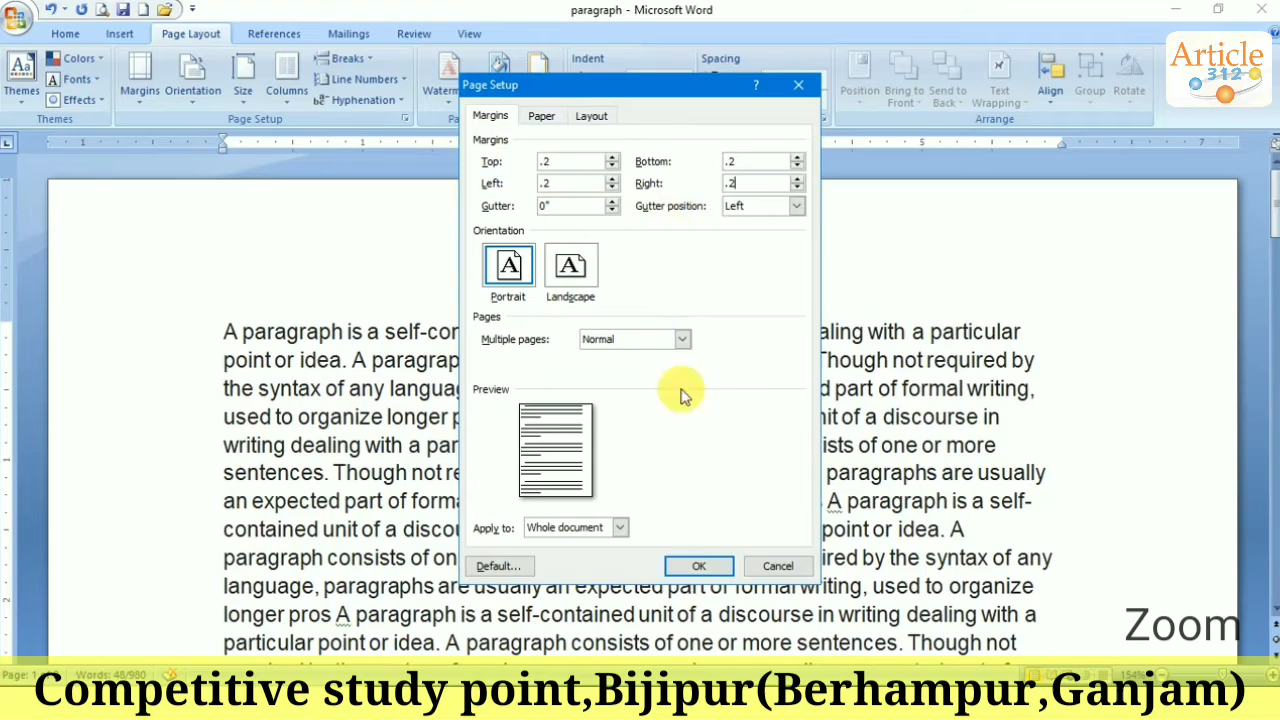 paragraph - Microsoft Word
Home Insert Page Layout References Mailings Review View
Themes Colors Fonts Effects Margins Orientation Size Columns Breaks Line Numbers Hyphenation Indent Spacing Position Bring to Front Send to Back Text Wrapping Align Group Rotate
Themes Page Setup Arrange
Article
312
Page Setup
Margins Paper Layout
Margins
Top: .2 Bottom: .2
Left: .2 Right: .2
Gutter: 0" Gutter position: Left
Orientation
Portrait Landscape
Pages
Multiple pages: Normal
Preview
Apply to: Whole document
Default... OK Cancel
A paragraph is a self- aling with a particular
point or idea. A paragraph Though not required by
the syntax of any d part of formal writing,
used to organize longer nit of a discourse in
writing dealing with a sists of one or more
sentences. Though not paragraphs are usually
an expected part of A paragraph is a self-
contained unit of a point or idea. A
paragraph consists of ired by the syntax of any
language, paragraphs are usually an expected part of formal writing, used to organize
longer pros A paragraph is a self-contained unit of a discourse in writing dealing with a
particular point or idea. A paragraph consists of one or more sentences. Though not
Zoom
Words: 48/980 154%
Competitive study point,Bijipur(Berhampur,Ganjam)